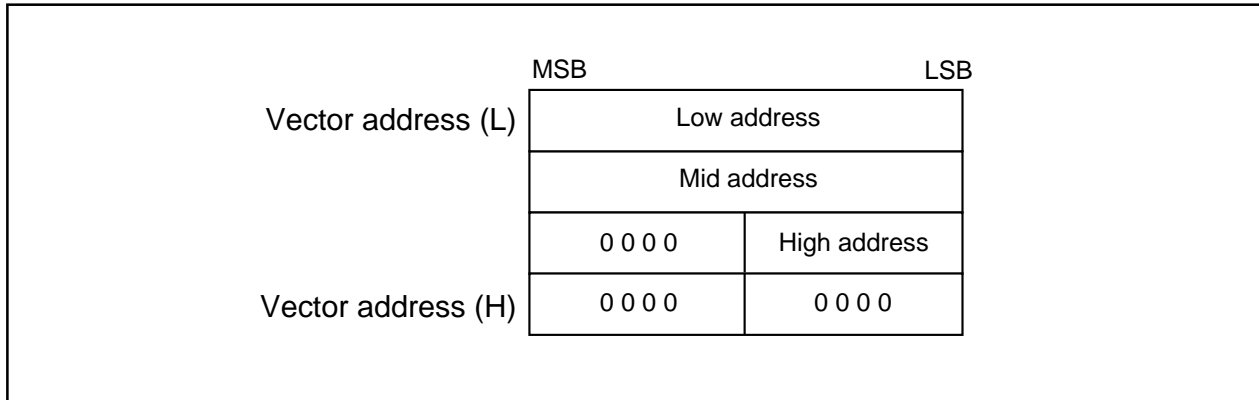 MSB LSB
Vector address (L) Low address
Mid address
0 0 0 0 High address
Vector address (H) 0 0 0 0 0 0 0 0